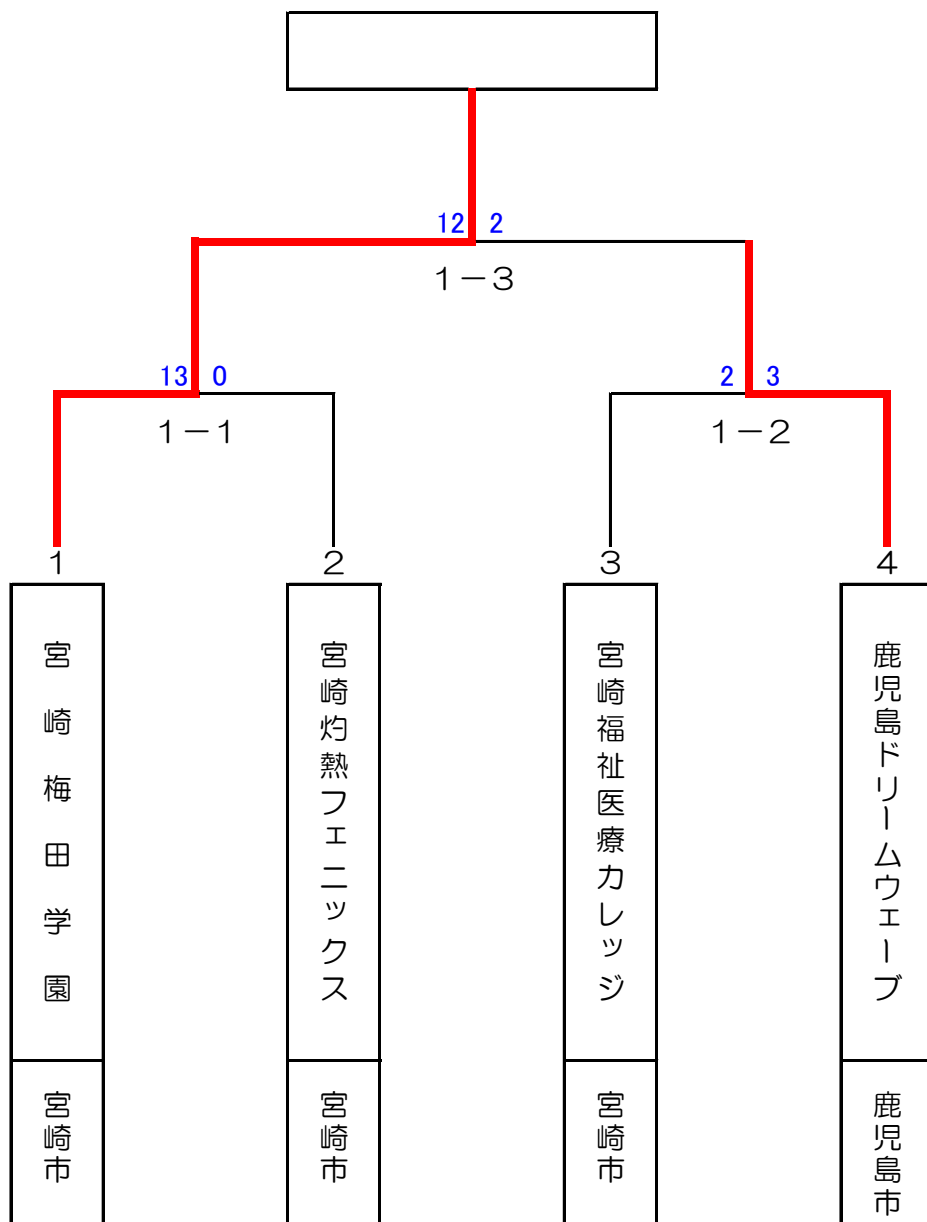 12 2
1－3
13 0
2 3
1－1
1－2
1
2
3
4
宮崎梅田学園
宮崎灼熱フェニックス
宮崎福祉医療カレッジ
鹿児島ドリームウェーブ
宮崎市
宮崎市
宮崎市
鹿児島市